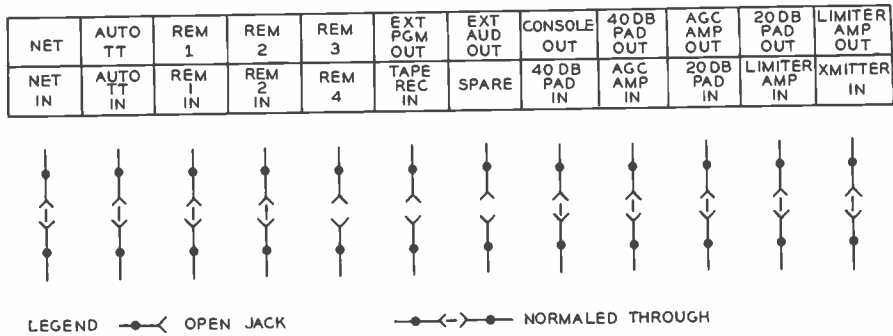 NET
AUTO
TT
REM
1
REM
2
REM
3
EXT
PGM
OUT
EXT
AUD
OUT
CONSOLE
OUT
40 DB
PAD
OUT
AGC
AMP
OUT
20 DB
PAD
OUT
LIMITER
AMP
OUT
NET
IN
AUTO
TT
IN
REM
1
IN
REM
2
IN
REM
4
TAPE
REC
IN
SPARE
40 DB
PAD
IN
AGC
AMP
IN
20 DB
PAD
IN
LIMITER
AMP
IN
XMITTER
IN
LEGEND OPEN JACK NORMALED THROUGH